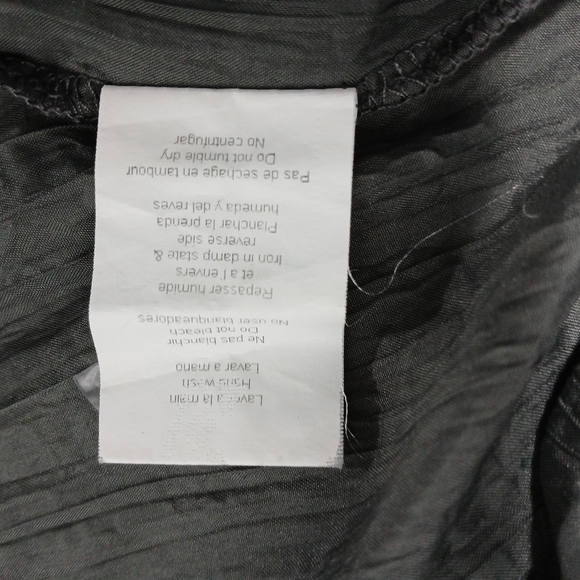 Laver a la main
Hans wash
Lavar a mano
Ne pas blanchir
Do not bleach
No user blanqueadores
Repasser humide
et a l'envers
Iron in damp state &
reverse side
Planchar la prenda
humeda y del reves
Pas de sechage en tambour
Do not tumble dry
No centrifugar